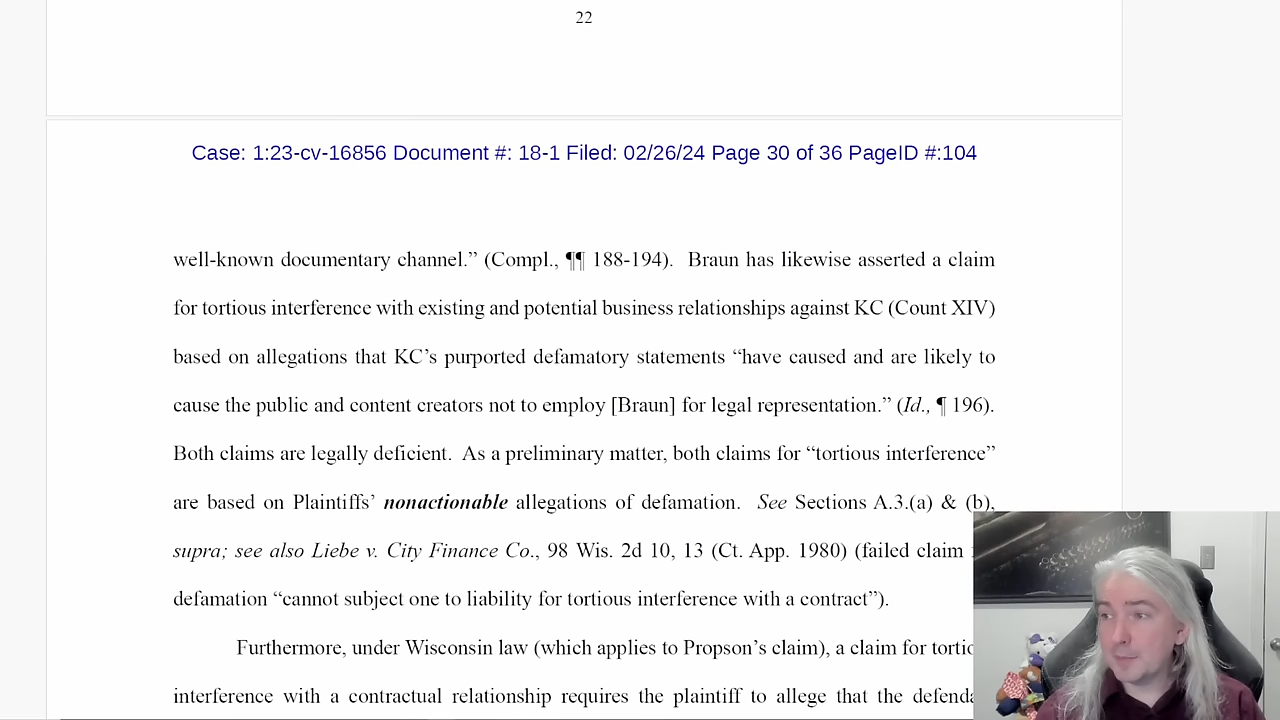 22
Case: 1:23-cv-16856 Document #: 18-1 Filed: 02/26/24 Page 30 of 36 PageID #:104
well-known documentary channel.” (Compl., ¶¶ 188-194). Braun has likewise asserted a claim
for tortious interference with existing and potential business relationships against KC (Count XIV)
based on allegations that KC’s purported defamatory statements “have caused and are likely to
cause the public and content creators not to employ [Braun] for legal representation.” (Id., ¶ 196).
Both claims are legally deficient. As a preliminary matter, both claims for “tortious interference”
are based on Plaintiffs’ nonactionable allegations of defamation. See Sections A.3.(a) & (b),
supra; see also Liebe v. City Finance Co., 98 Wis. 2d 10, 13 (Ct. App. 1980) (failed claim
defamation “cannot subject one to liability for tortious interference with a contract”).
Furthermore, under Wisconsin law (which applies to Propson’s claim), a claim for
interference with a contractual relationship requires the plaintiff to allege that the